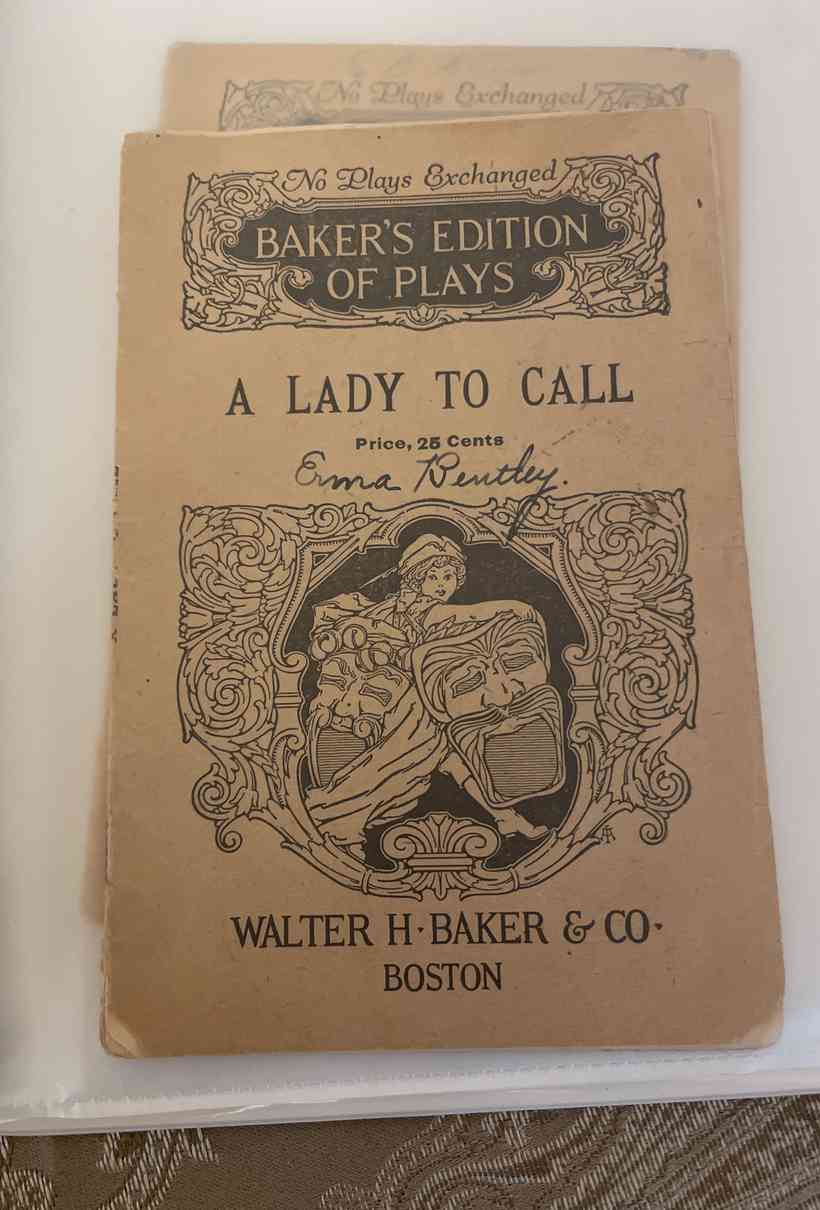 No Plays Exchanged
No Plays Exchanged
BAKER'S EDITION
OF PLAYS
A LADY TO CALL
Price, 25 Cents
Erma Bentley.
WALTER H. BAKER & CO.
BOSTON